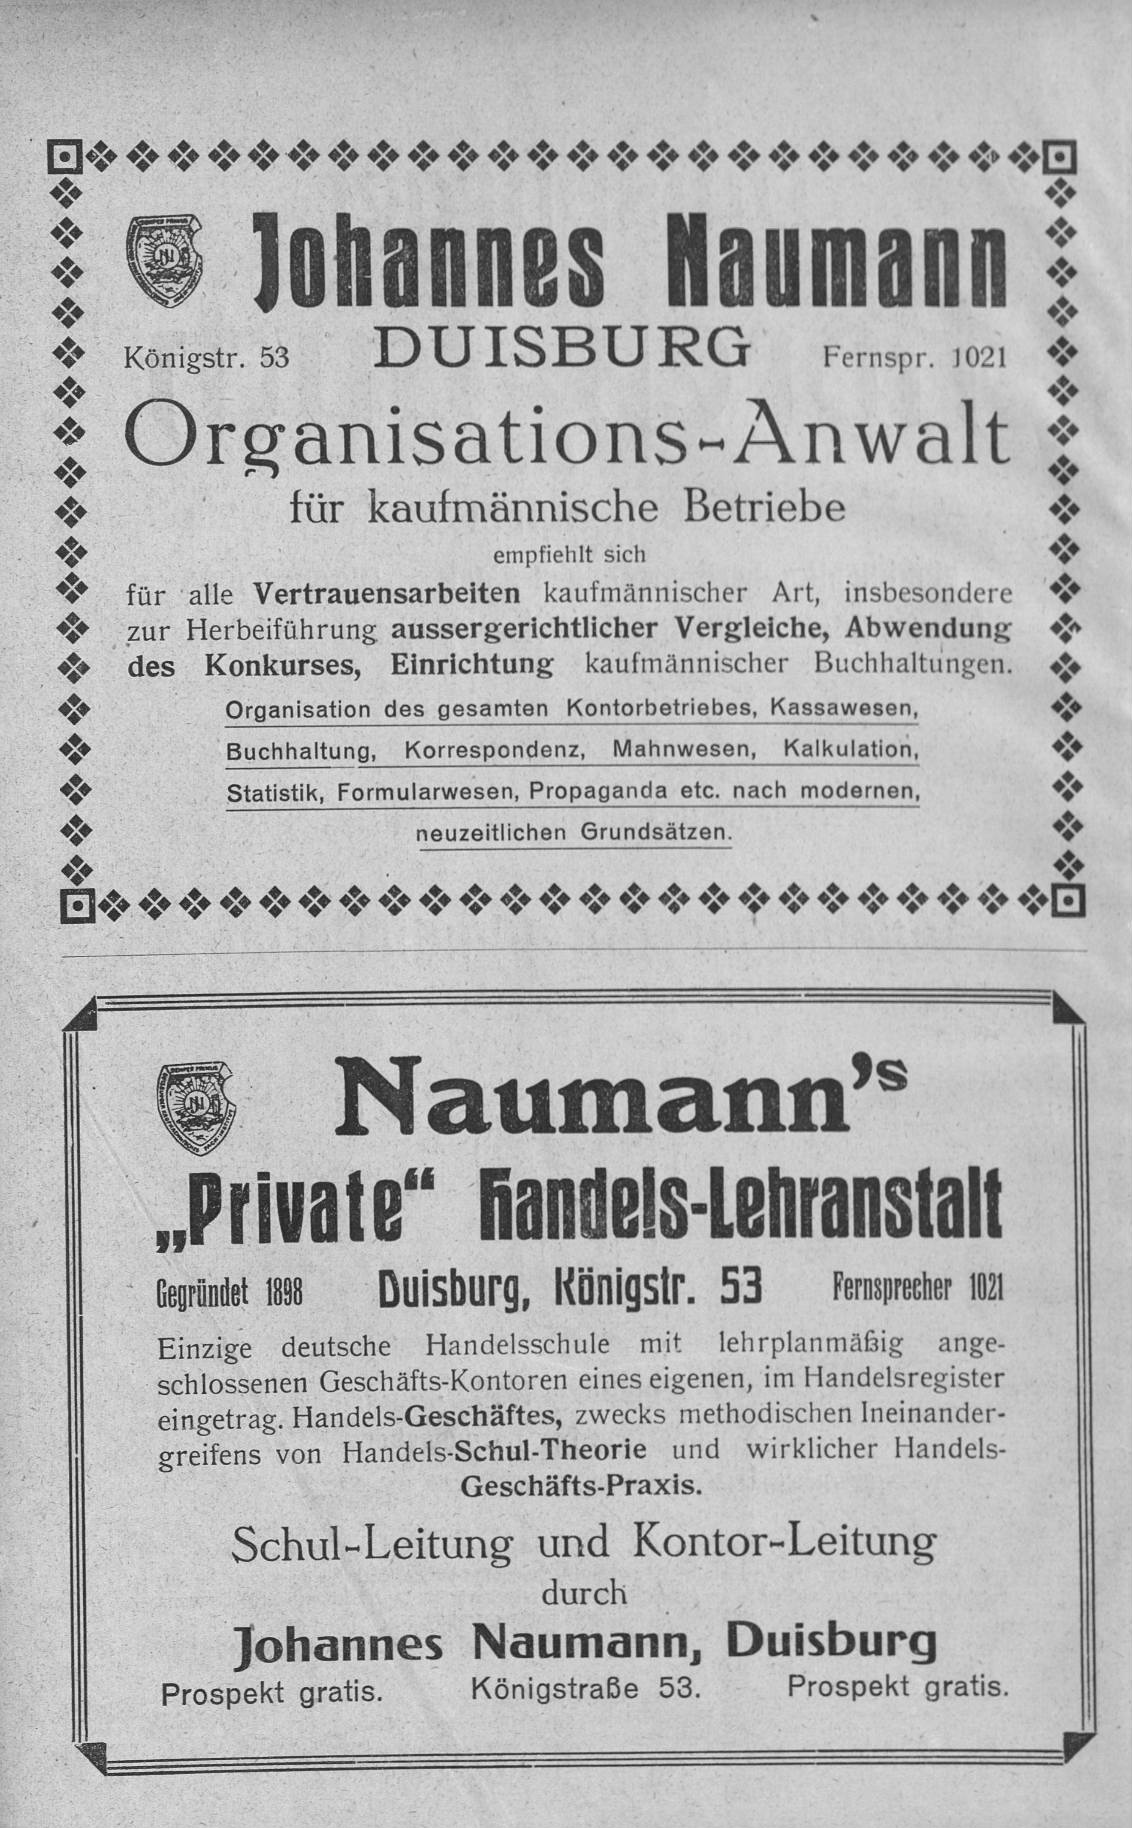 Johannes Naumann
Königstr. 53 DUISBURG Fernspr. 1021
Organisations-Anwalt
für kaufmännische Betriebe
empfiehlt sich
für alle Vertrauensarbeiten kaufmännischer Art, insbesondere
zur Herbeiführung aussergerichtlicher Vergleiche, Abwendung
des Konkurses, Einrichtung kaufmännischer Buchhaltungen.
Organisation des gesamten Kontorbetriebes, Kassawesen,
Buchhaltung, Korrespondenz, Mahnwesen, Kalkulation,
Statistik, Formularwesen, Propaganda etc. nach modernen,
neuzeitlichen Grundsätzen.
SEMPER PRIMUS
Naumann's
„Private“ Handels-Lehranstalt
Gegründet 1898 Duisburg, Königstr. 53 Fernsprecher 1021
Einzige deutsche Handelsschule mit lehrplanmäßig ange-
schlossenen Geschäfts-Kontoren eines eigenen, im Handelsregister
eingetrag. Handels-Geschäftes, zwecks methodischen Ineinander-
greifens von Handels-Schul-Theorie und wirklicher Handels-
Geschäfts-Praxis.
Schul-Leitung und Kontor-Leitung
durch
Johannes Naumann, Duisburg
Prospekt gratis. Königstraße 53. Prospekt gratis.